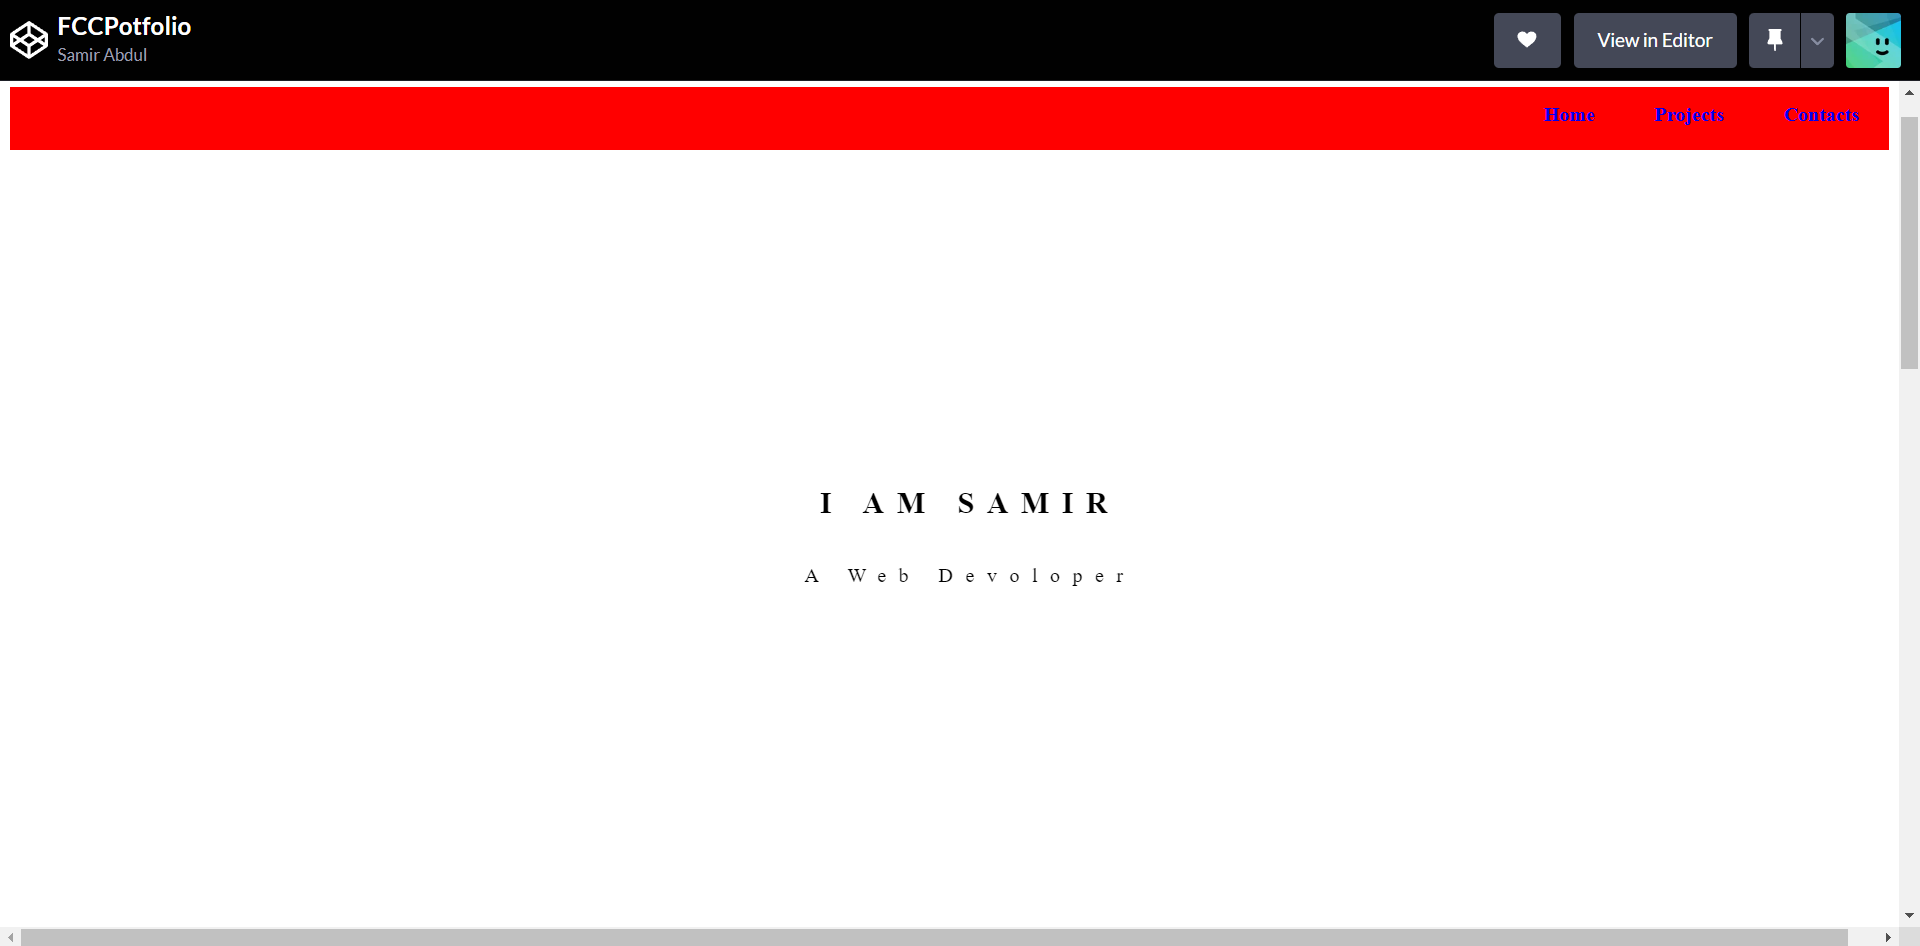 FCCPotfolio
Samir Abdul
View in Editor
Home Projects Contacts
I AM SAMIR
A Web Devoloper